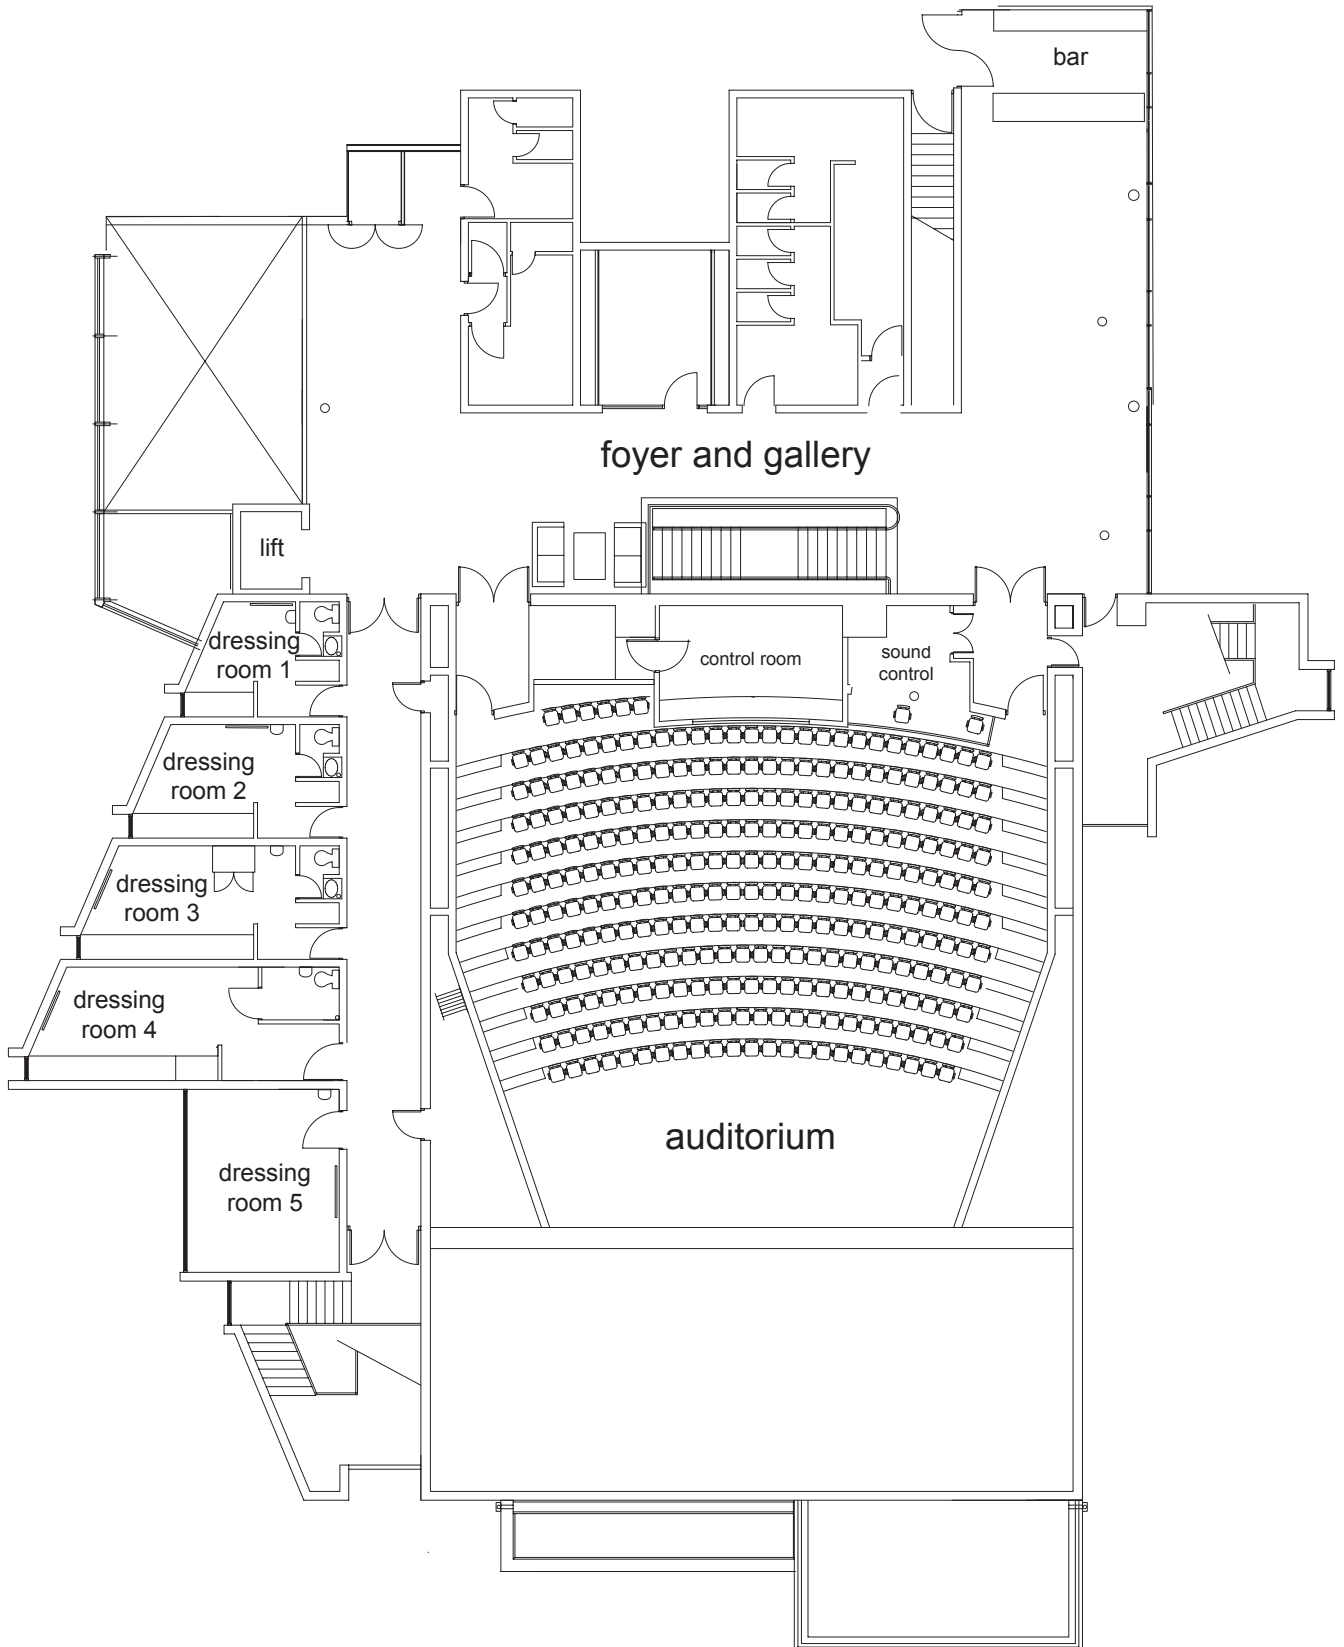 bar
foyer and gallery
lift
dressing
room 1
control room
sound
control
dressing
room 2
dressing
room 3
dressing
room 4
auditorium
dressing
room 5